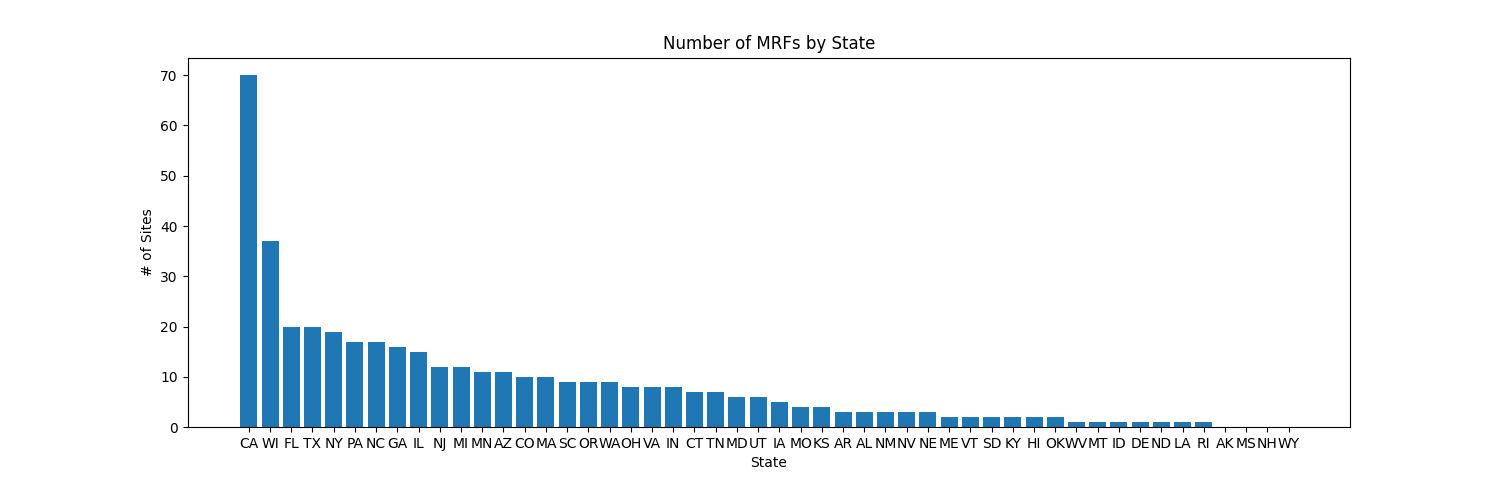 Number of MRFs by State
# of Sites
70
60
50
40
30
20
10
0
CA WI FL TX NY PA NC GA IL NJ MI MN AZ CO MA SC OR WA OH VA IN CT TN MD UT IA MO KS AR AL NM NV NE ME VT SD KY HI OK WV MT ID DE ND LA RI AK MS NH WY
State